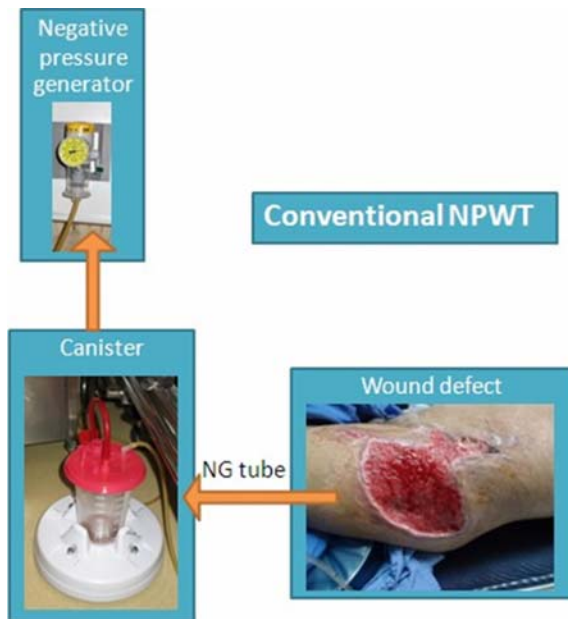 Negative
pressure
generator
Conventional NPWT
Canister
Wound defect
NG tube